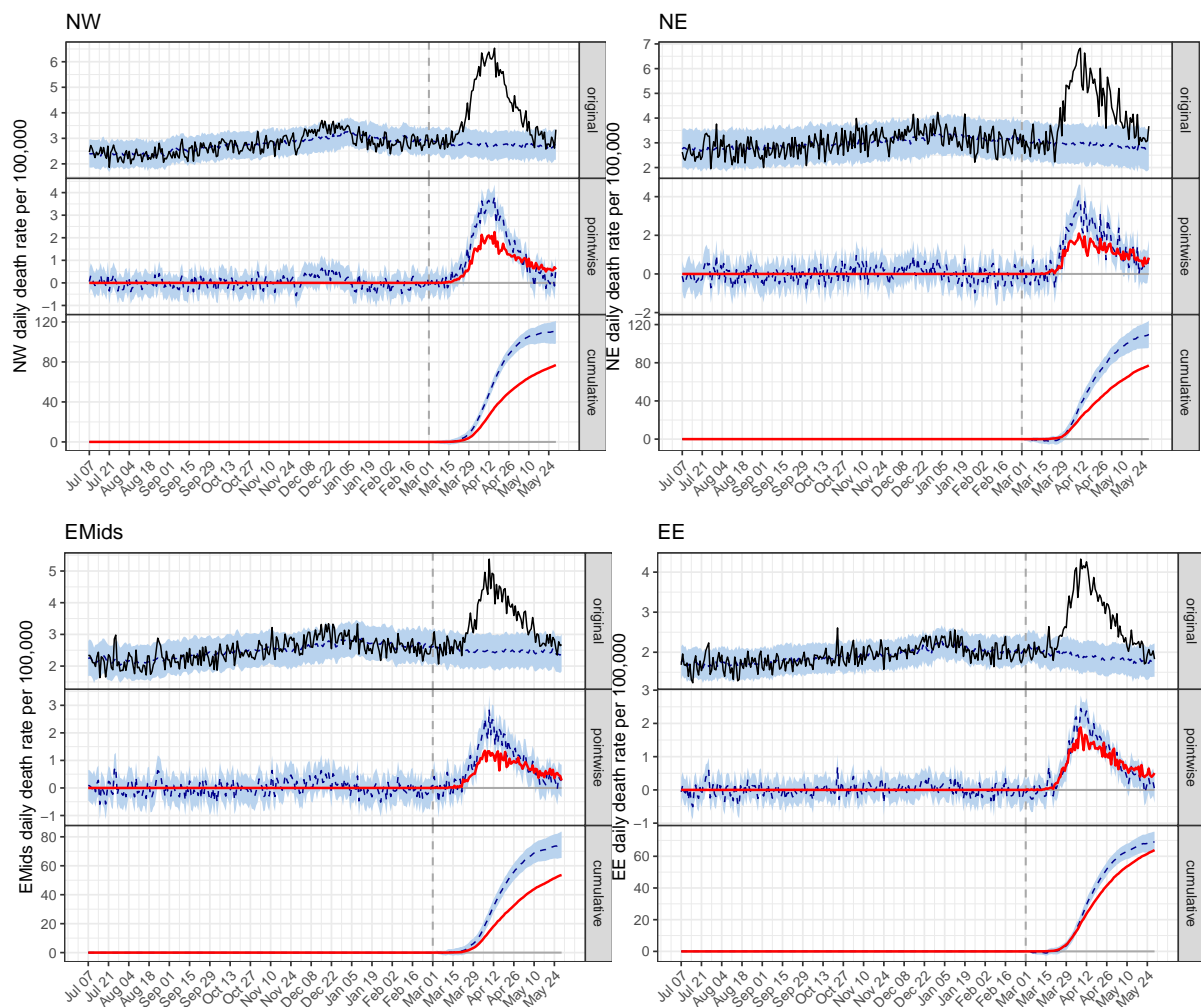 NW
NW daily death rate per 100,000
6
5
4
3
2
original
4
3
2
1
0
−1
pointwise
120
80
40
0
cumulative
Jul 07 Jul 21 Aug 04 Aug 18 Sep 01 Sep 15 Sep 29 Oct 13 Oct 27 Nov 10 Nov 24 Dec 08 Dec 22 Jan 05 Jan 19 Feb 02 Feb 16 Mar 01 Mar 15 Mar 29 Apr 12 Apr 26 May 10 May 24
NE
NE daily death rate per 100,000
7
6
5
4
3
2
original
4
2
0
−2
pointwise
120
80
40
0
cumulative
Jul 07 Jul 21 Aug 04 Aug 18 Sep 01 Sep 15 Sep 29 Oct 13 Oct 27 Nov 10 Nov 24 Dec 08 Dec 22 Jan 05 Jan 19 Feb 02 Feb 16 Mar 01 Mar 15 Mar 29 Apr 12 Apr 26 May 10 May 24
EMids
EMids daily death rate per 100,000
5
4
3
2
original
3
2
1
0
−1
pointwise
80
60
40
20
0
cumulative
Jul 07 Jul 21 Aug 04 Aug 18 Sep 01 Sep 15 Sep 29 Oct 13 Oct 27 Nov 10 Nov 24 Dec 08 Dec 22 Jan 05 Jan 19 Feb 02 Feb 16 Mar 01 Mar 15 Mar 29 Apr 12 Apr 26 May 10 May 24
EE
EE daily death rate per 100,000
4
3
2
original
3
2
1
0
−1
pointwise
60
40
20
0
cumulative
Jul 07 Jul 21 Aug 04 Aug 18 Sep 01 Sep 15 Sep 29 Oct 13 Oct 27 Nov 10 Nov 24 Dec 08 Dec 22 Jan 05 Jan 19 Feb 02 Feb 16 Mar 01 Mar 15 Mar 29 Apr 12 Apr 26 May 10 May 24